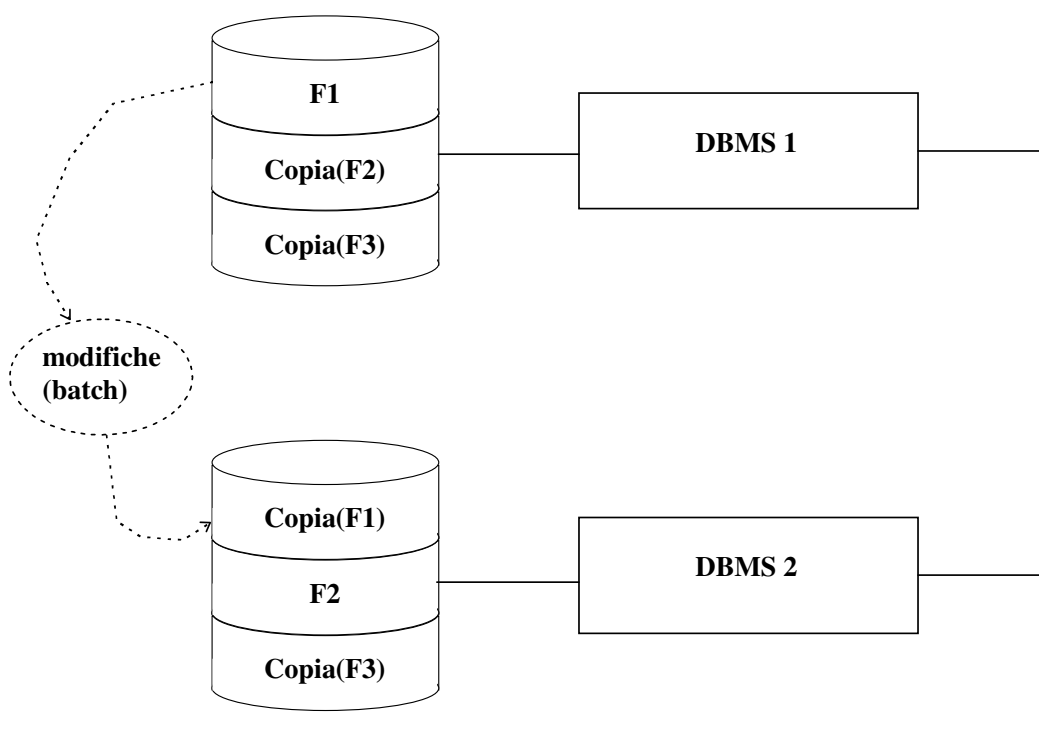 F1
Copia(F2)
Copia(F3)
DBMS 1
modifiche
(batch)
Copia(F1)
F2
Copia(F3)
DBMS 2